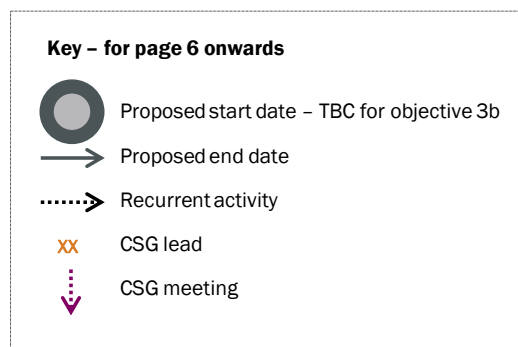 Key – for page 6 onwards
Proposed start date – TBC for objective 3b
Proposed end date
Recurrent activity
xx CSG lead
CSG meeting